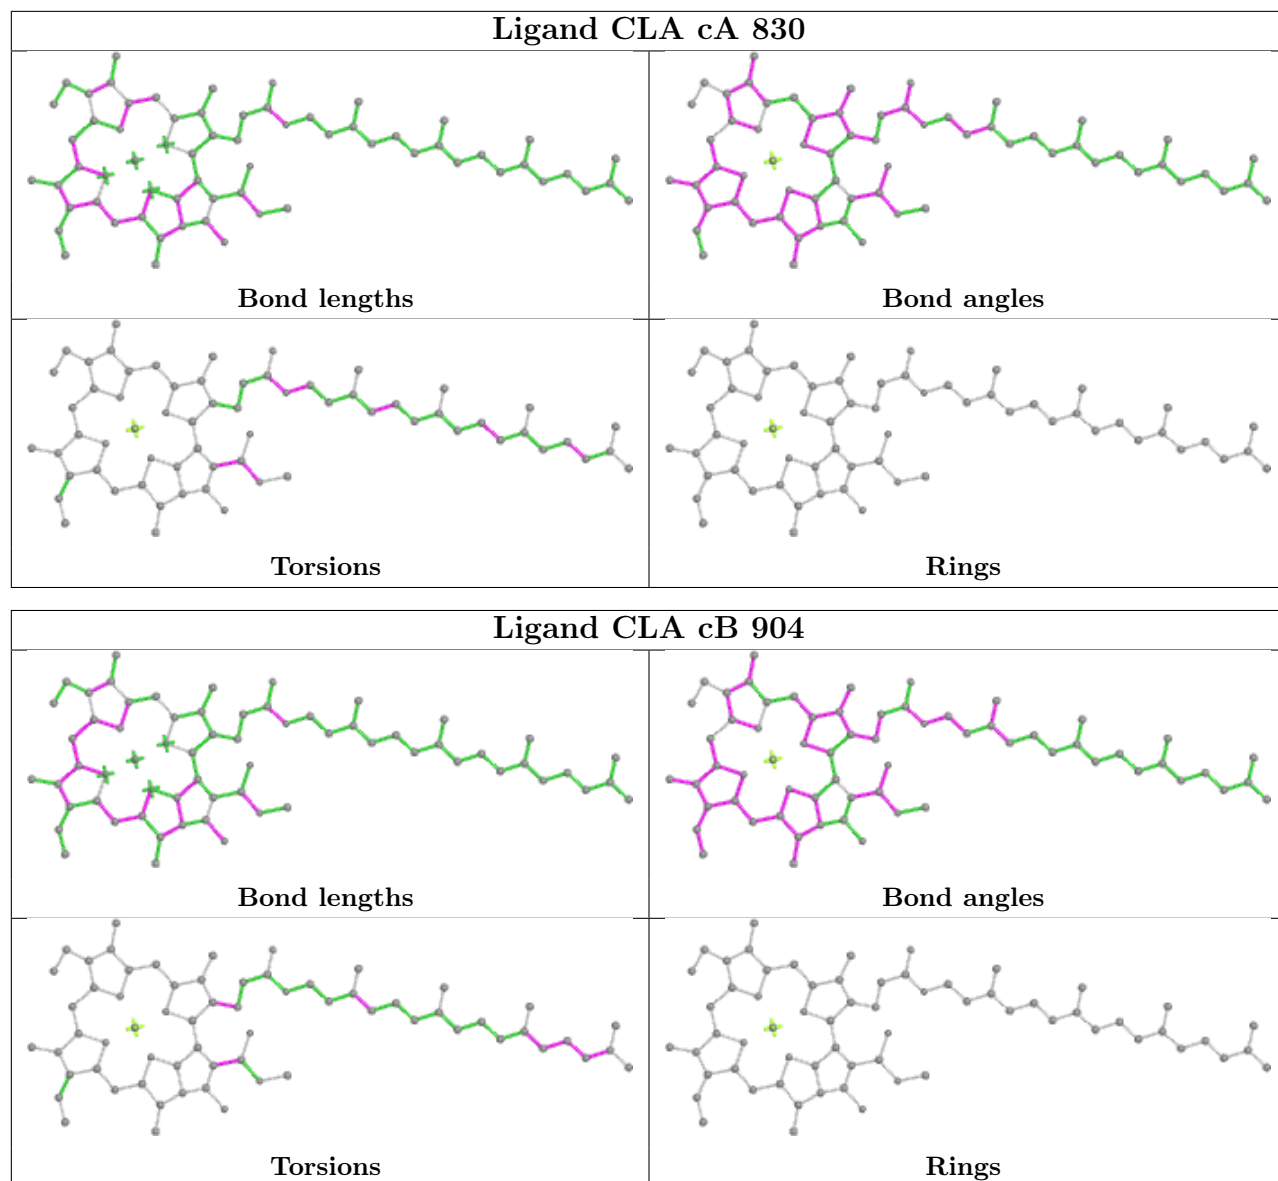 Ligand CLA cA 830
Bond lengths
Bond angles
Torsions
Rings
Ligand CLA cB 904
Bond lengths
Bond angles
Torsions
Rings